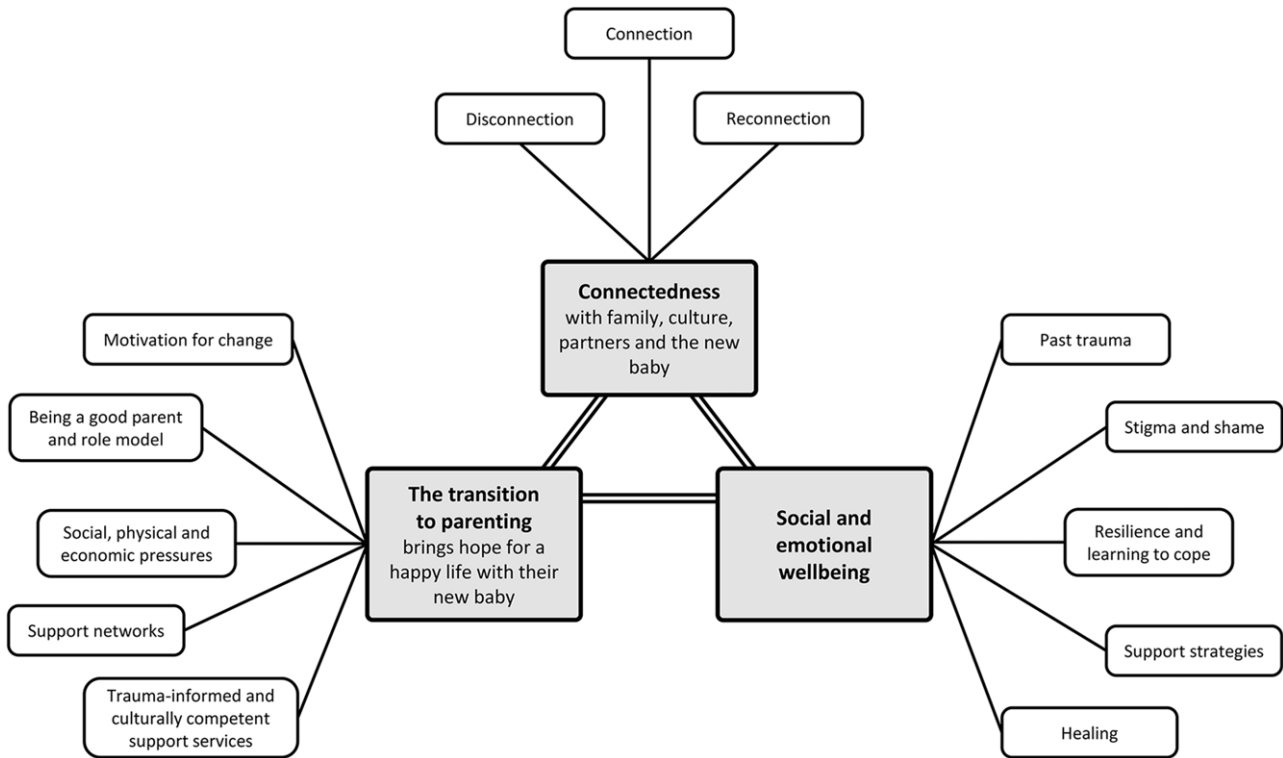 Connection
Disconnection
Reconnection
Connectedness
with family, culture,
partners and the new
baby
Motivation for change
Being a good parent
and role model
Social, physical and
economic pressures
Support networks
Trauma-informed and
culturally competent
support services
The transition
to parenting
brings hope for a
happy life with their
new baby
Social and
emotional
wellbeing
Past trauma
Stigma and shame
Resilience and
learning to cope
Support strategies
Healing